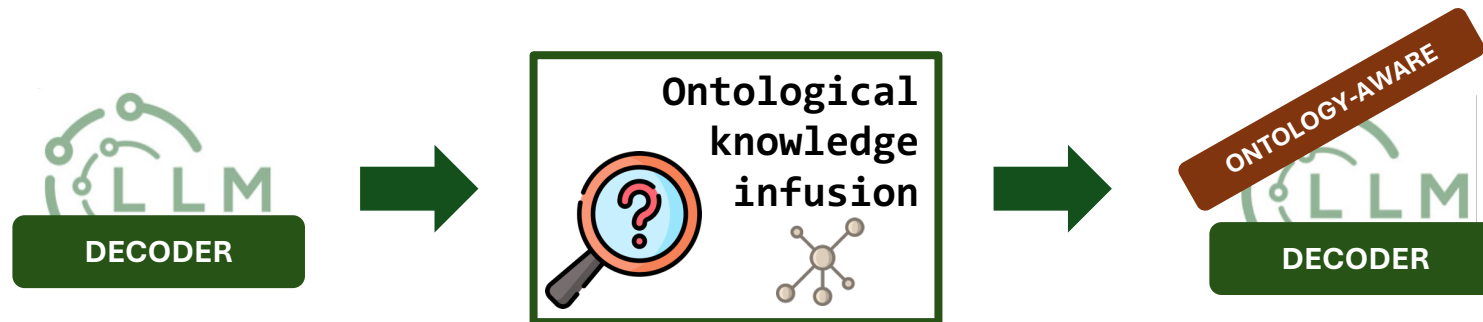 LLM
DECODER
Ontological
knowledge
infusion
?
ONTOLOGY-AWARE
LLM
DECODER